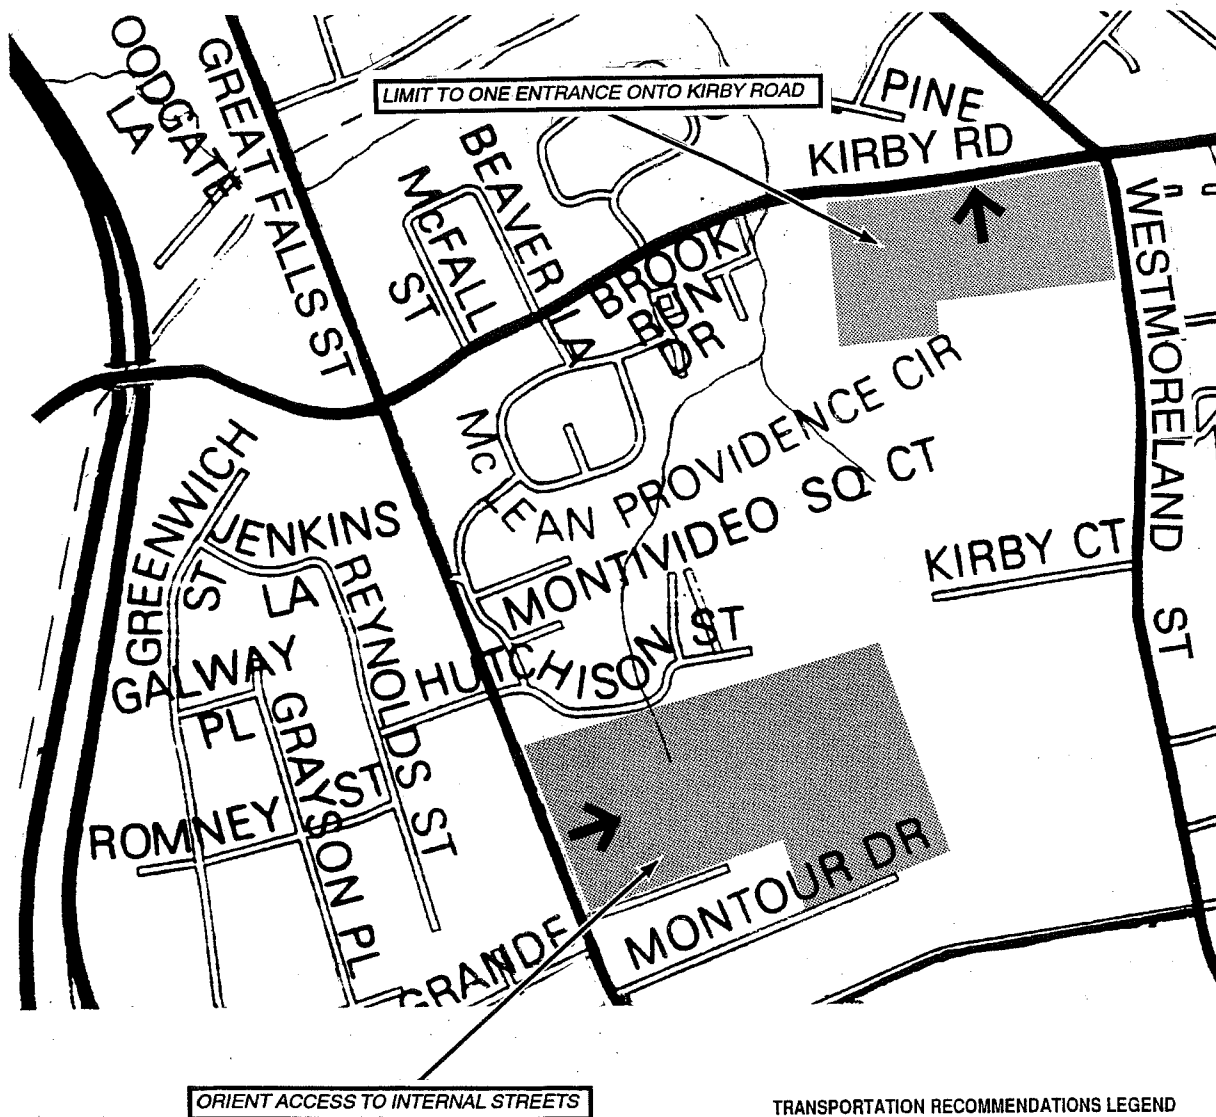 OODGATE
LA
GREAT FALLS ST
LIMIT TO ONE ENTRANCE ONTO KIRBY ROAD
PINE
KIRBY RD
BEAVER LA
McFALL
ST
BROOK
RUN
DR
WESTMORELAND ST
McLEAN PROVIDENCE CIR
MONTIVIDEO SQ CT
GREENWICH
ST
JENKINS
LA
KIRBY CT
REYNOLDS ST
HUTCHISON ST
GALWAY
PL
GRAYSON PL
ROMNEY ST
MONTOUR DR
GRANDE
ORIENT ACCESS TO INTERNAL STREETS
TRANSPORTATION RECOMMENDATIONS LEGEND